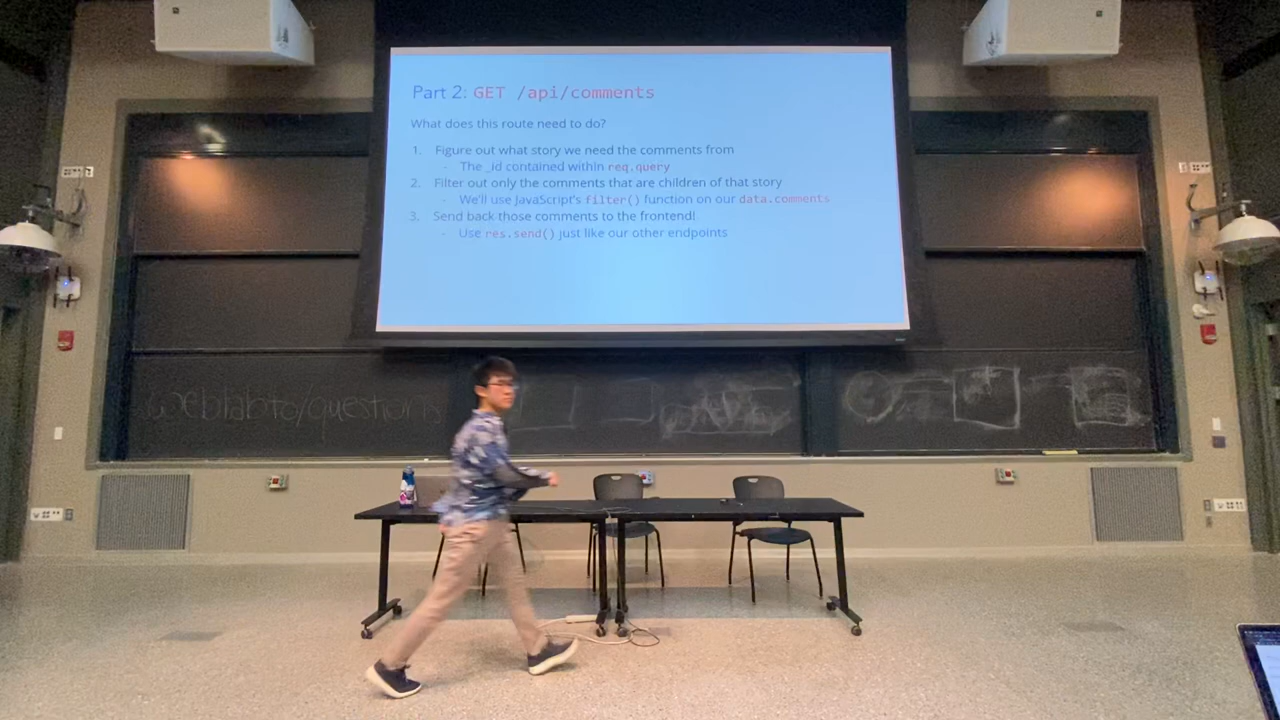 Part 2: GET /api/comments
What does this route need to do?
1. Figure out what story we need the comments from
- The _id contained within req.query
2. Filter out only the comments that are children of that story
- We'll use JavaScript's filter() function on our data.comments
3. Send back those comments to the frontend!
- Use res.send() just like our other endpoints
weblab.to/questions